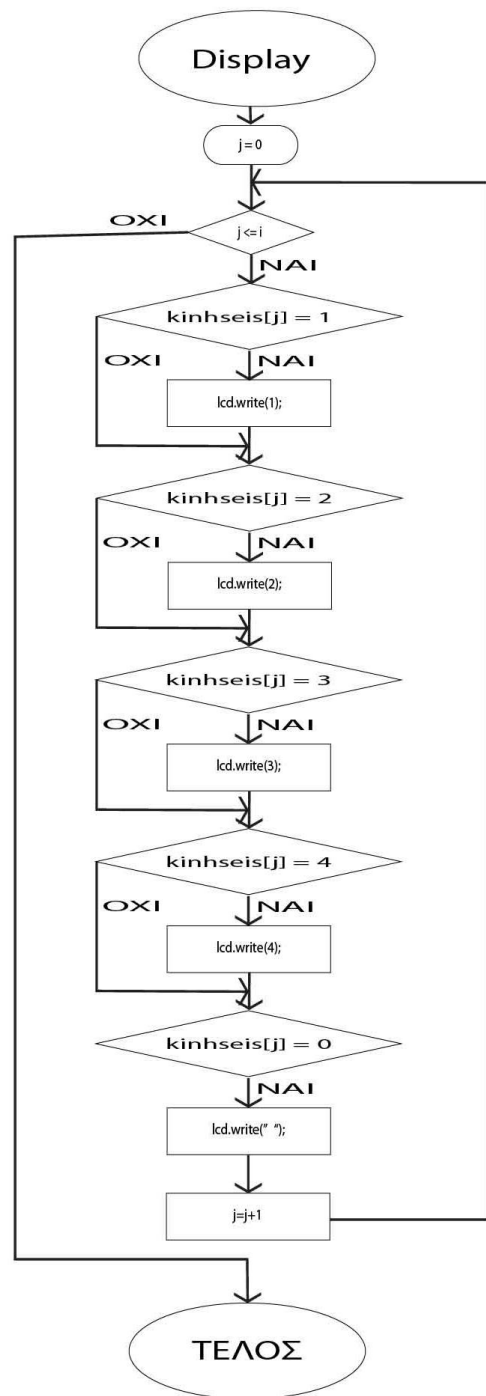 Display
j = 0
ΟΧΙ
j <= i
ΝΑΙ
kinhseis[j] = 1
ΟΧΙ
ΝΑΙ
lcd.write(1);
kinhseis[j] = 2
ΟΧΙ
ΝΑΙ
lcd.write(2);
kinhseis[j] = 3
ΟΧΙ
ΝΑΙ
lcd.write(3);
kinhseis[j] = 4
ΟΧΙ
ΝΑΙ
lcd.write(4);
kinhseis[j] = 0
ΝΑΙ
lcd.write(” “);
j=j+1
ΤΕΛΟΣ